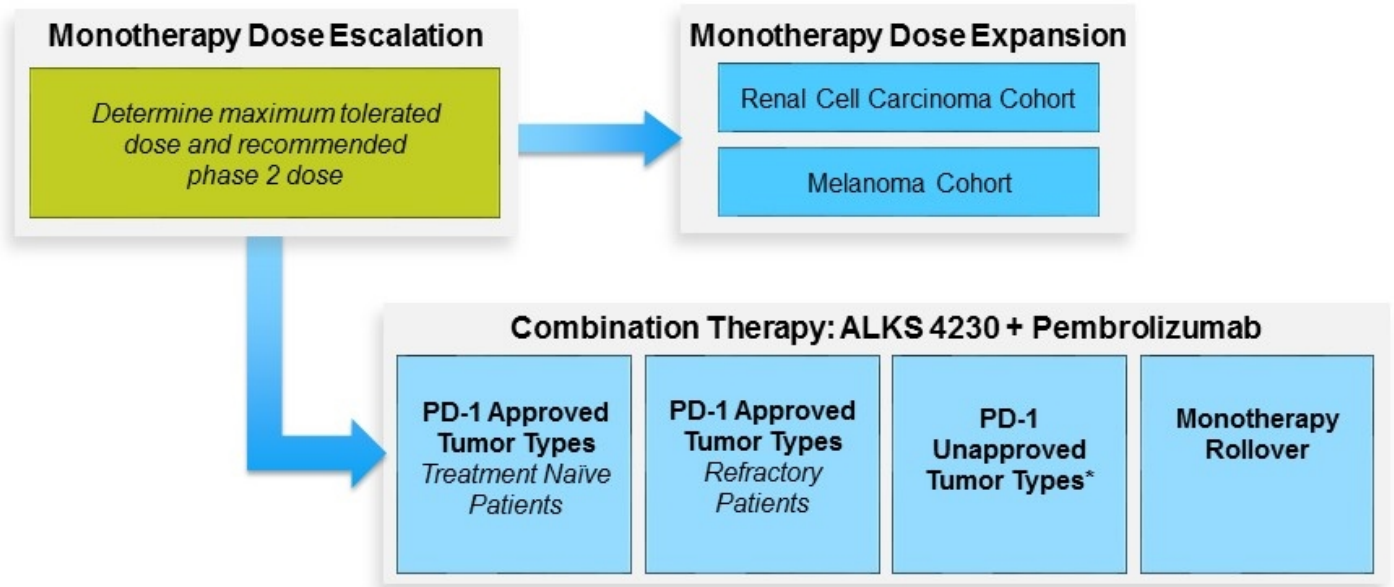 Monotherapy Dose Escalation
Determine maximum tolerated
dose and recommended
phase 2 dose
Monotherapy Dose Expansion
Renal Cell Carcinoma Cohort
Melanoma Cohort
Combination Therapy: ALKS 4230 + Pembrolizumab
PD-1 Approved
Tumor Types
Treatment Naïve
Patients
PD-1 Approved
Tumor Types
Refractory
Patients
PD-1
Unapproved
Tumor Types*
Monotherapy
Rollover